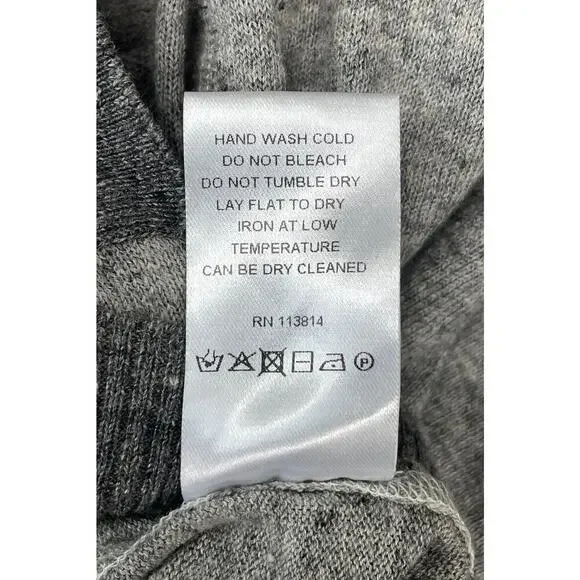 HAND WASH COLD
DO NOT BLEACH
DO NOT TUMBLE DRY
LAY FLAT TO DRY
IRON AT LOW
TEMPERATURE
CAN BE DRY CLEANED
RN 113814
P